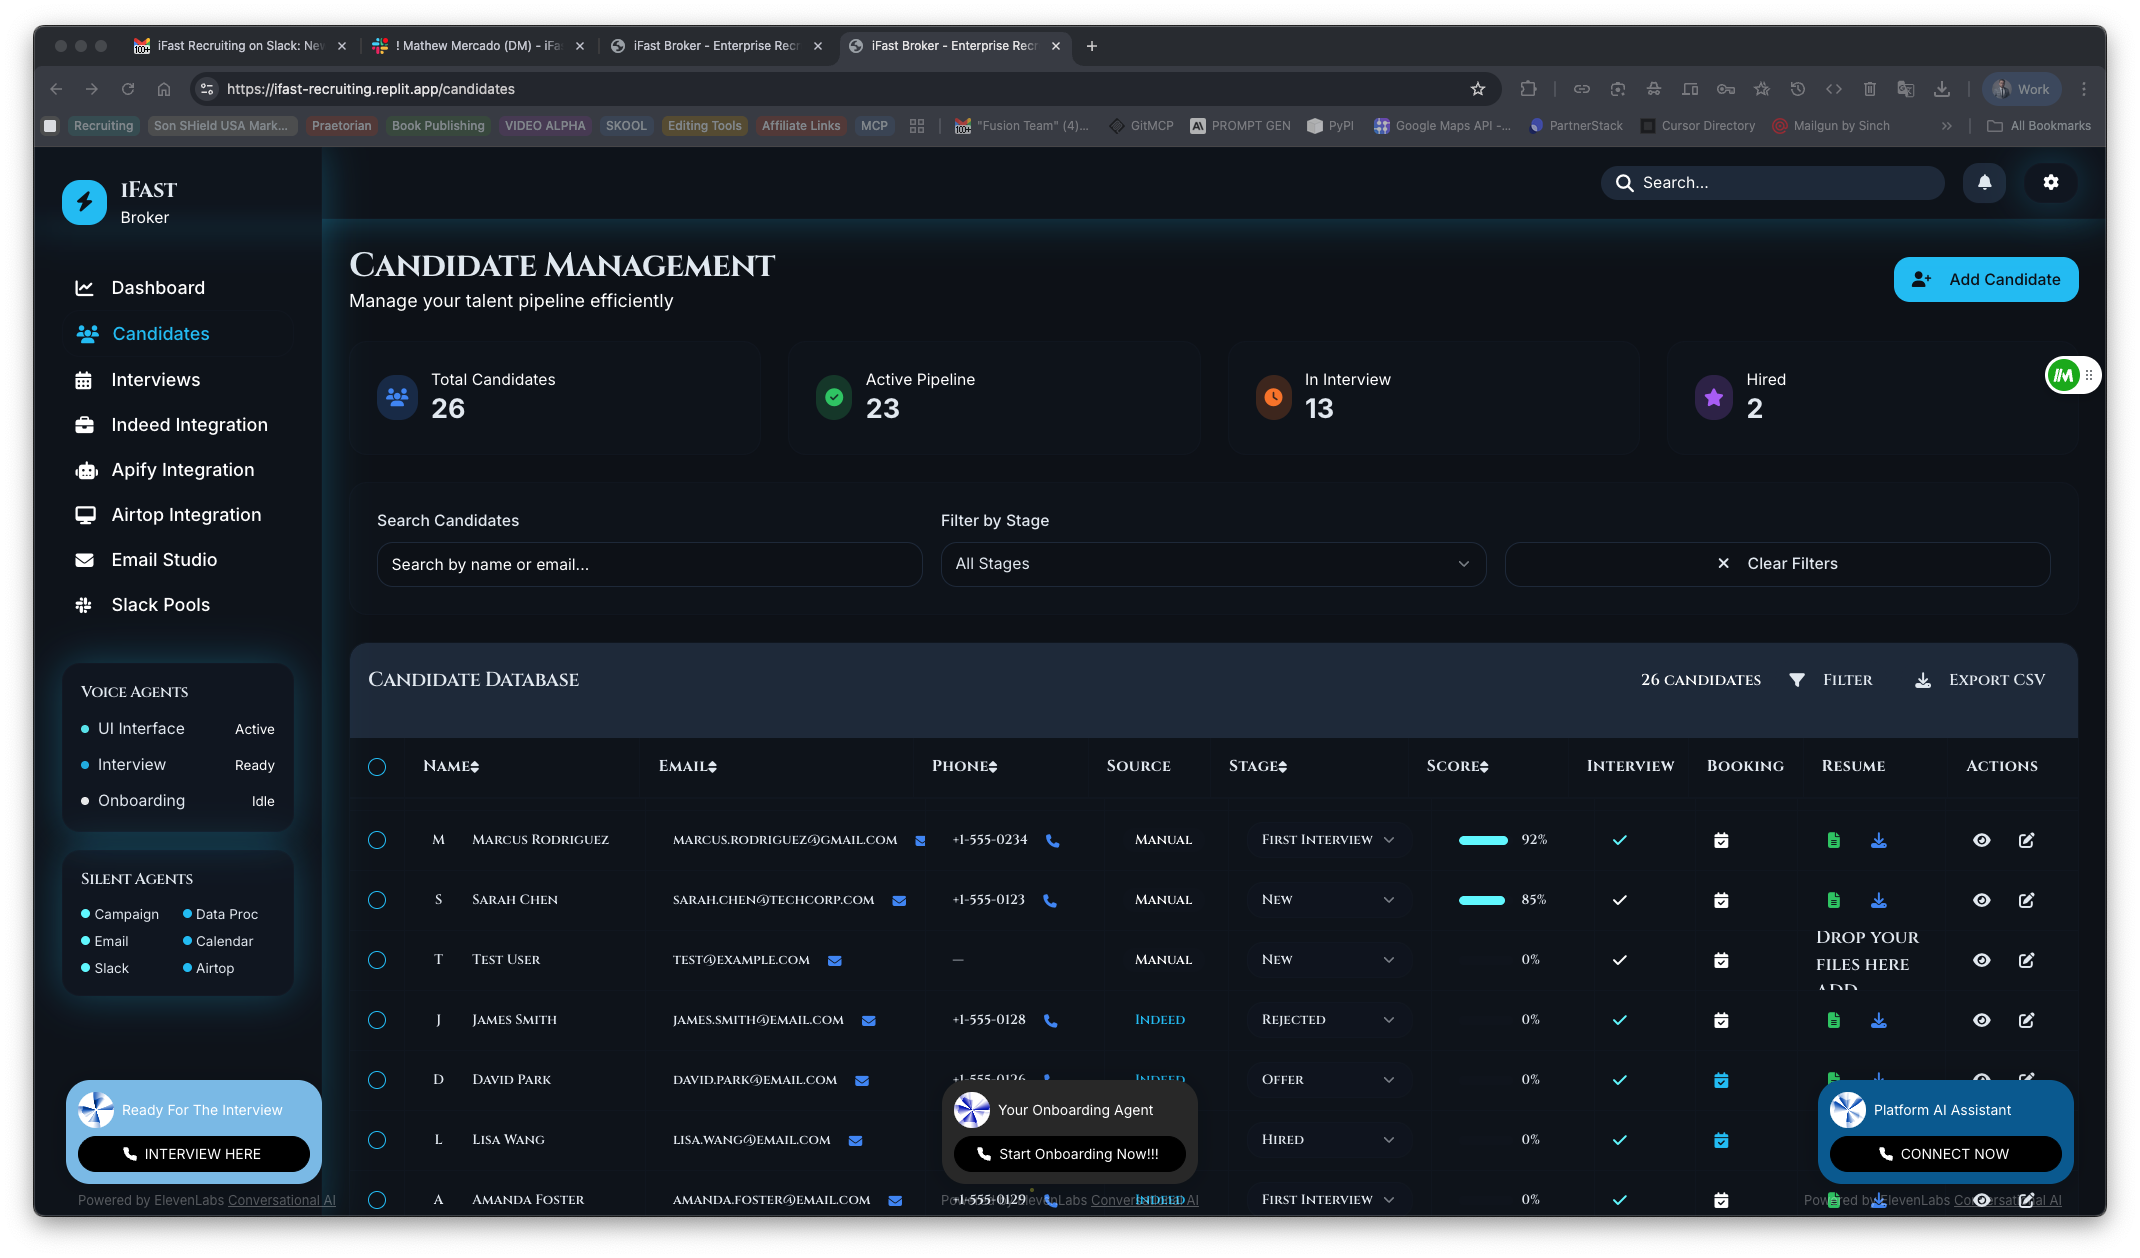 iFast Recruiting on Slack: Nev
! Mathew Mercado (DM) - iFa
iFast Broker - Enterprise Recr
iFast Broker - Enterprise Recr
https://ifast-recruiting.replit.app/candidates
Work
Recruiting
Son SHield USA Mark...
Praetorian
Book Publishing
VIDEO ALPHA
SKOOL
Editing Tools
Affiliate Links
MCP
"Fusion Team" (4)...
GitMCP
PROMPT GEN
PyPI
Google Maps API -...
PartnerStack
Cursor Directory
Mailgun by Sinch
All Bookmarks
iFast
Broker
Search...
Dashboard
Candidates
Interviews
Indeed Integration
Apify Integration
Airtop Integration
Email Studio
Slack Pools
Voice Agents
UI Interface Active
Interview Ready
Onboarding Idle
Silent Agents
Campaign Data Proc
Email Calendar
Slack Airtop
Candidate Management
Manage your talent pipeline efficiently
Add Candidate
Total Candidates
26
Active Pipeline
23
In Interview
13
Hired
2
Search Candidates
Search by name or email...
Filter by Stage
All Stages
Clear Filters
Candidate Database
26 candidates
Filter
Export CSV
Name Email Phone Source Stage Score Interview Booking Resume Actions
M Marcus Rodriguez marcus.rodriguez@gmail.com +1-555-0234 Manual First Interview 92%
S Sarah Chen sarah.chen@techcorp.com +1-555-0123 Manual New 85%
T Test User test@example.com — Manual New 0%
Drop your
files here
add
J James Smith james.smith@email.com +1-555-0128 Indeed Rejected 0%
D David Park david.park@email.com +1-555-0126 Indeed Offer 0%
L Lisa Wang lisa.wang@email.com Hired 0%
A Amanda Foster amanda.foster@email.com +1-555-0129 Indeed First Interview 0%
Ready For The Interview
INTERVIEW HERE
Powered by ElevenLabs Conversational AI
Your Onboarding Agent
Start Onboarding Now!!!
Powered by ElevenLabs Conversational AI
Platform AI Assistant
CONNECT NOW
Powered by ElevenLabs Conversational AI